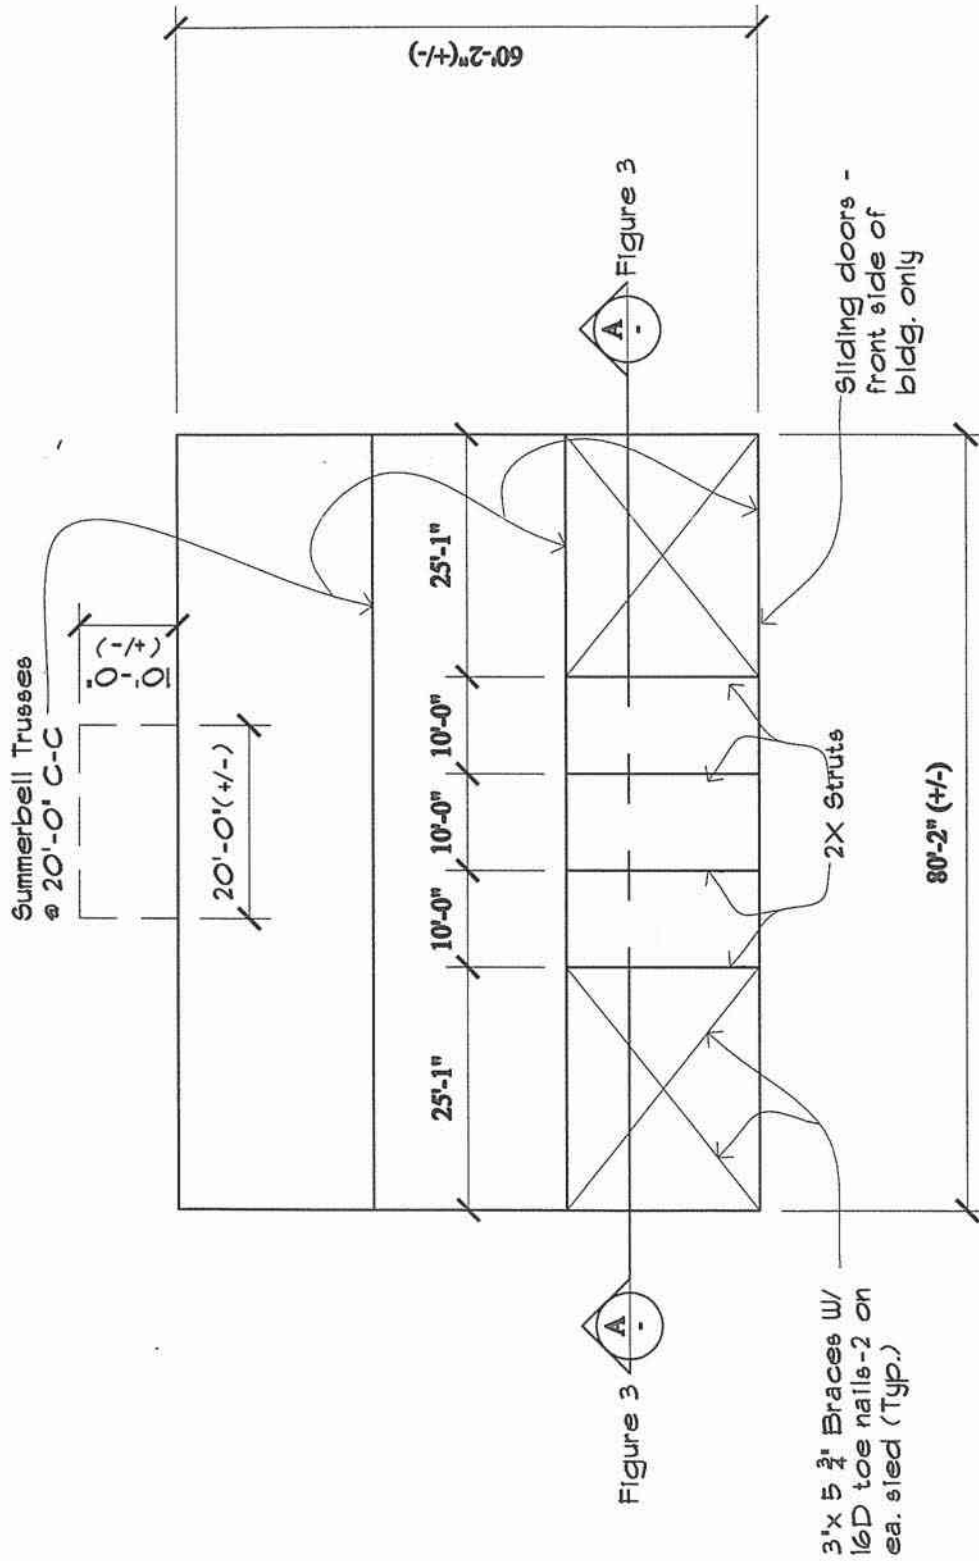 Summerbell Trusses
@ 20'-0" C-C
10'-0"
(+/-)
20'-0"(+/-)
60'-2"(+/-)
25'-1"
10'-0"
10'-0"
10'-0"
25'-1"
Figure 3
A
-
A
-
Figure 3
3"x 5 3/4" Braces W/
16D toe nails-2 on
ea. sied (Typ.)
2X Struts
Sliding doors -
front side of
bldg. only
80'-2" (+/-)